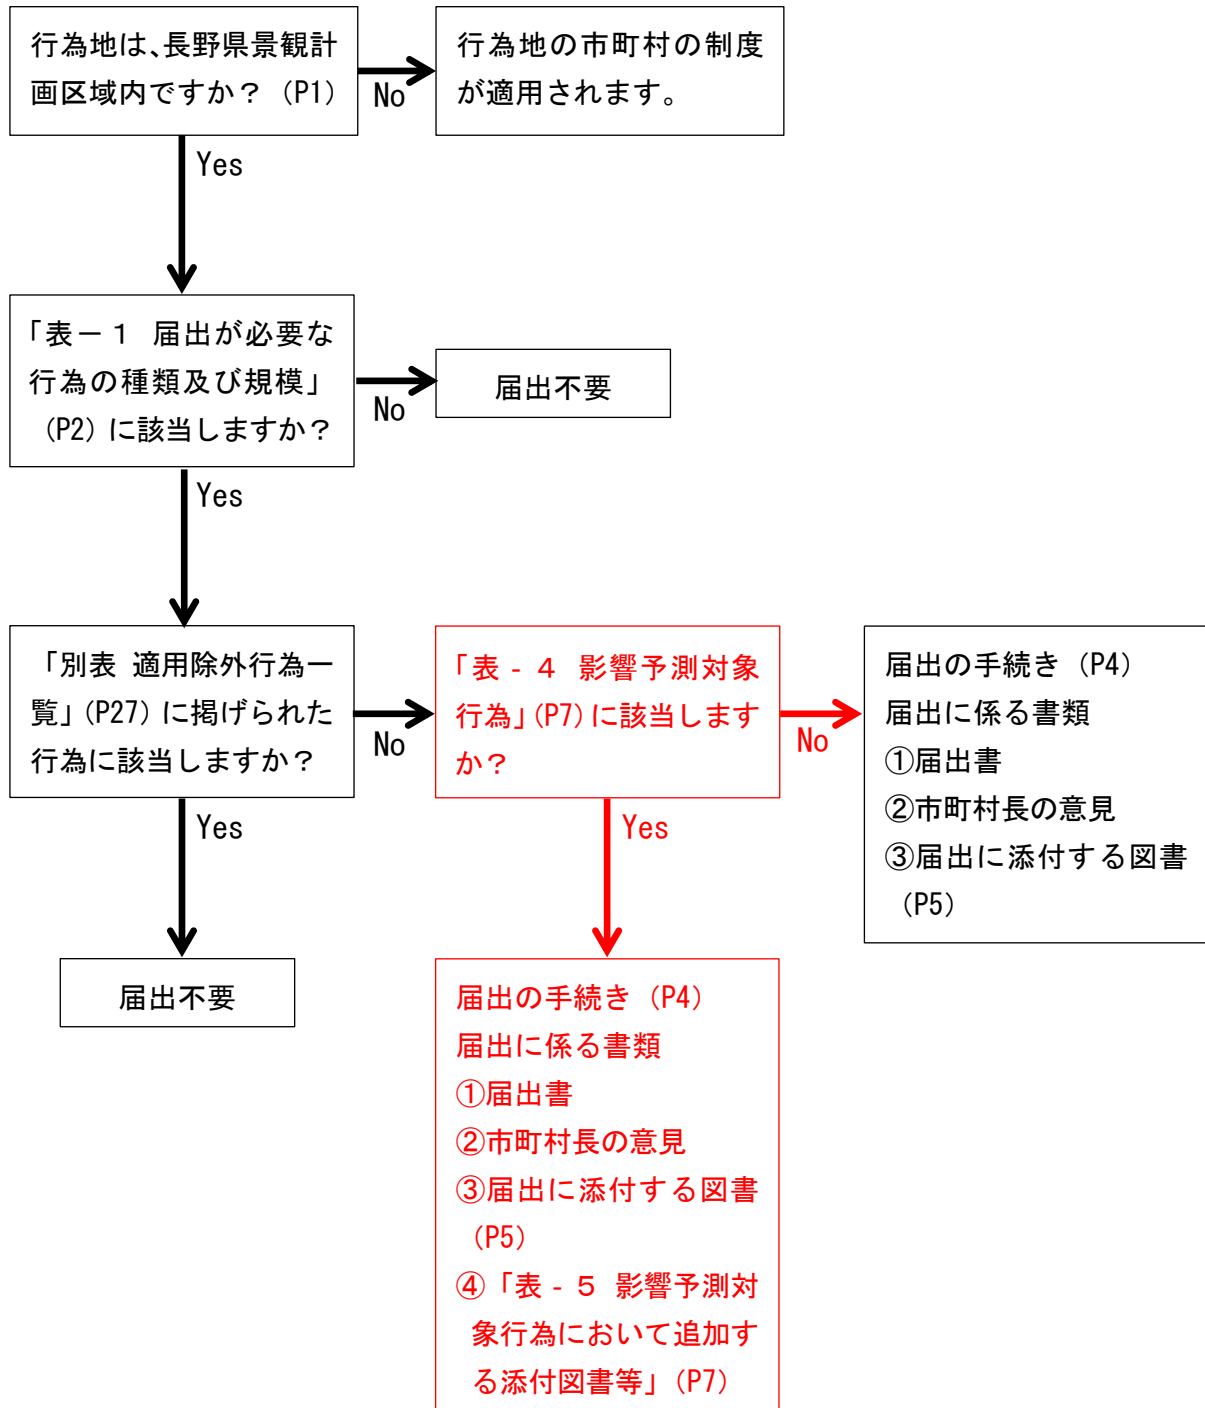 行為地は、長野県景観計
画区域内ですか？（P1）
No
行為地の市町村の制度
が適用されます。
Yes
「表－１ 届出が必要な
行為の種類及び規模」
（P2）に該当しますか？
No
届出不要
Yes
「別表 適用除外行為一
覧」（P27）に掲げられた
行為に該当しますか？
No
「表‐４ 影響予測対象
行為」（P7）に該当します
か？
No
届出の手続き（P4）
届出に係る書類
①届出書
②市町村長の意見
③届出に添付する図書
（P5）
Yes
届出不要
Yes
届出の手続き（P4）
届出に係る書類
①届出書
②市町村長の意見
③届出に添付する図書
（P5）
④「表‐５ 影響予測対
象行為において追加す
る添付図書等」（P7）